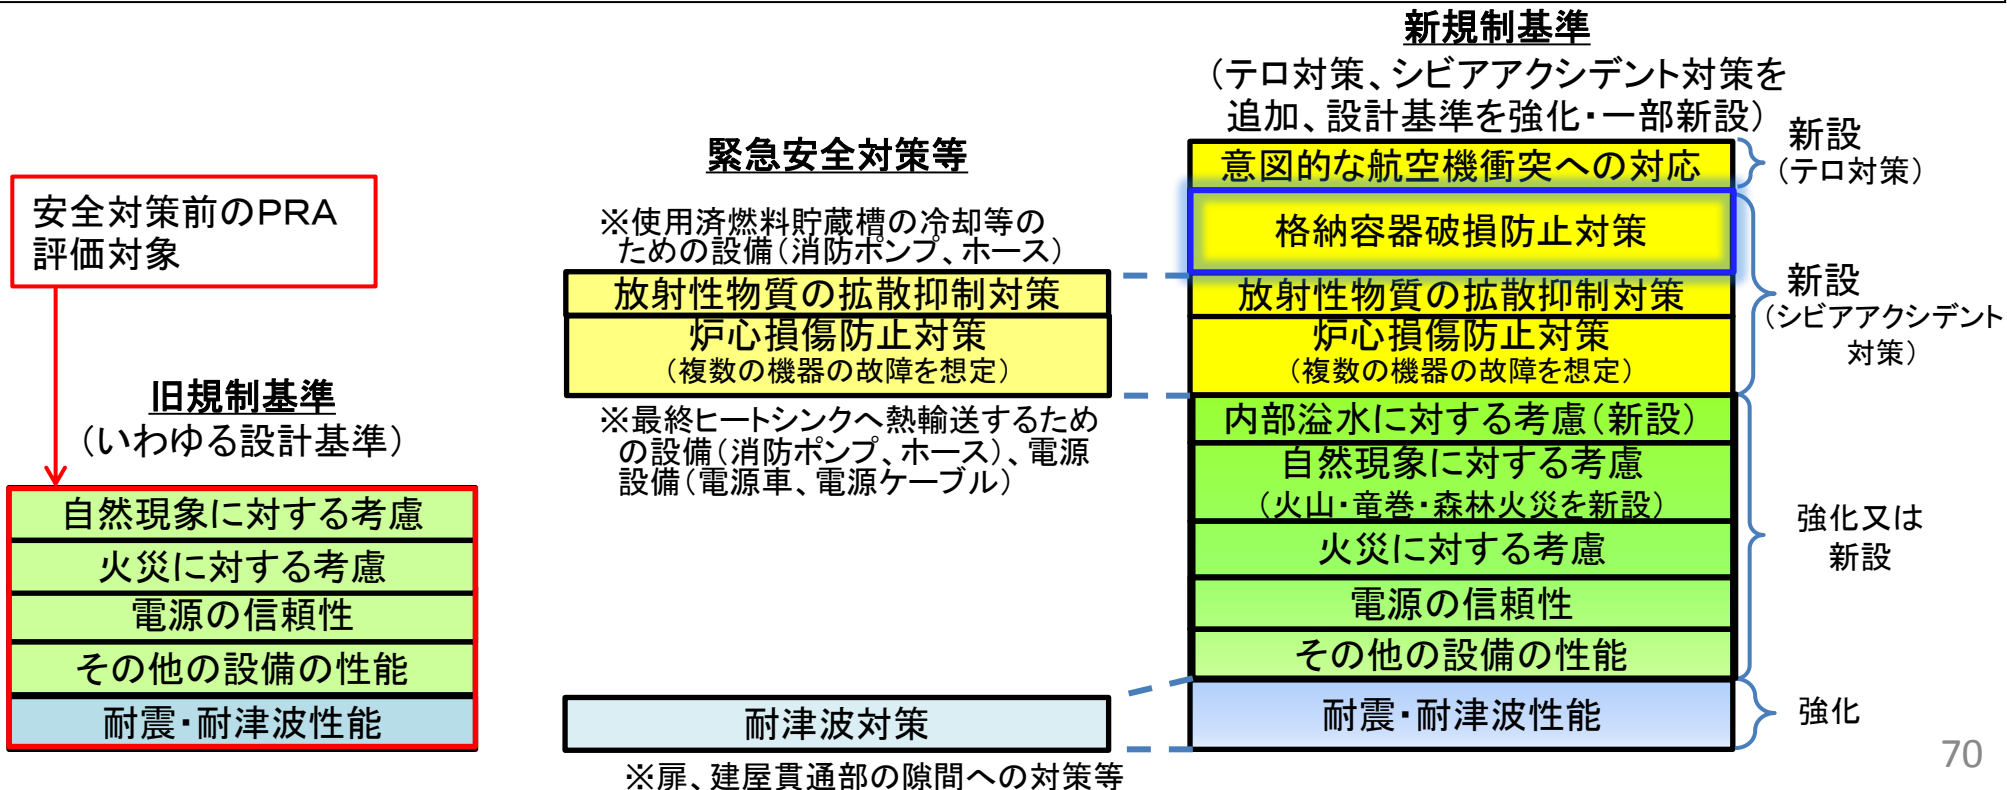 安全対策前のPRA
評価対象
旧規制基準
（いわゆる設計基準）
自然現象に対する考慮
火災に対する考慮
電源の信頼性
その他の設備の性能
耐震・耐津波性能
緊急安全対策等
※使用済燃料貯蔵槽の冷却等の
ための設備（消防ポンプ、ホース）
放射性物質の拡散抑制対策
炉心損傷防止対策
（複数の機器の故障を想定）
※最終ヒートシンクへ熱輸送するため
の設備（消防ポンプ、ホース）、電源
設備（電源車、電源ケーブル）
耐津波対策
※扉、建屋貫通部の隙間への対策等
新規制基準
（テロ対策、シビアアクシデント対策を
追加、設計基準を強化・一部新設）
意図的な航空機衝突への対応
格納容器破損防止対策
放射性物質の拡散抑制対策
炉心損傷防止対策
（複数の機器の故障を想定）
内部溢水に対する考慮（新設）
自然現象に対する考慮
（火山・竜巻・森林火災を新設）
火災に対する考慮
電源の信頼性
その他の設備の性能
耐震・耐津波性能
新設
（テロ対策）
新設
（シビアアクシデント
対策）
強化又は
新設
強化
70